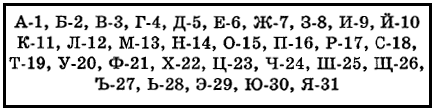 А-1, Б-2, В-3, Г-4, Д-5, Е-6, Ж-7, З-8, И-9, Й-10
К-11, Л-12, М-13, Н-14, О-15, П-16, Р-17, С-18,
Т-19, У-20, Ф-21, Х-22, Ц-23, Ч-24, Ш-25, Щ-26,
Ъ-27, Ь-28, Э-29, Ю-30, Я-31